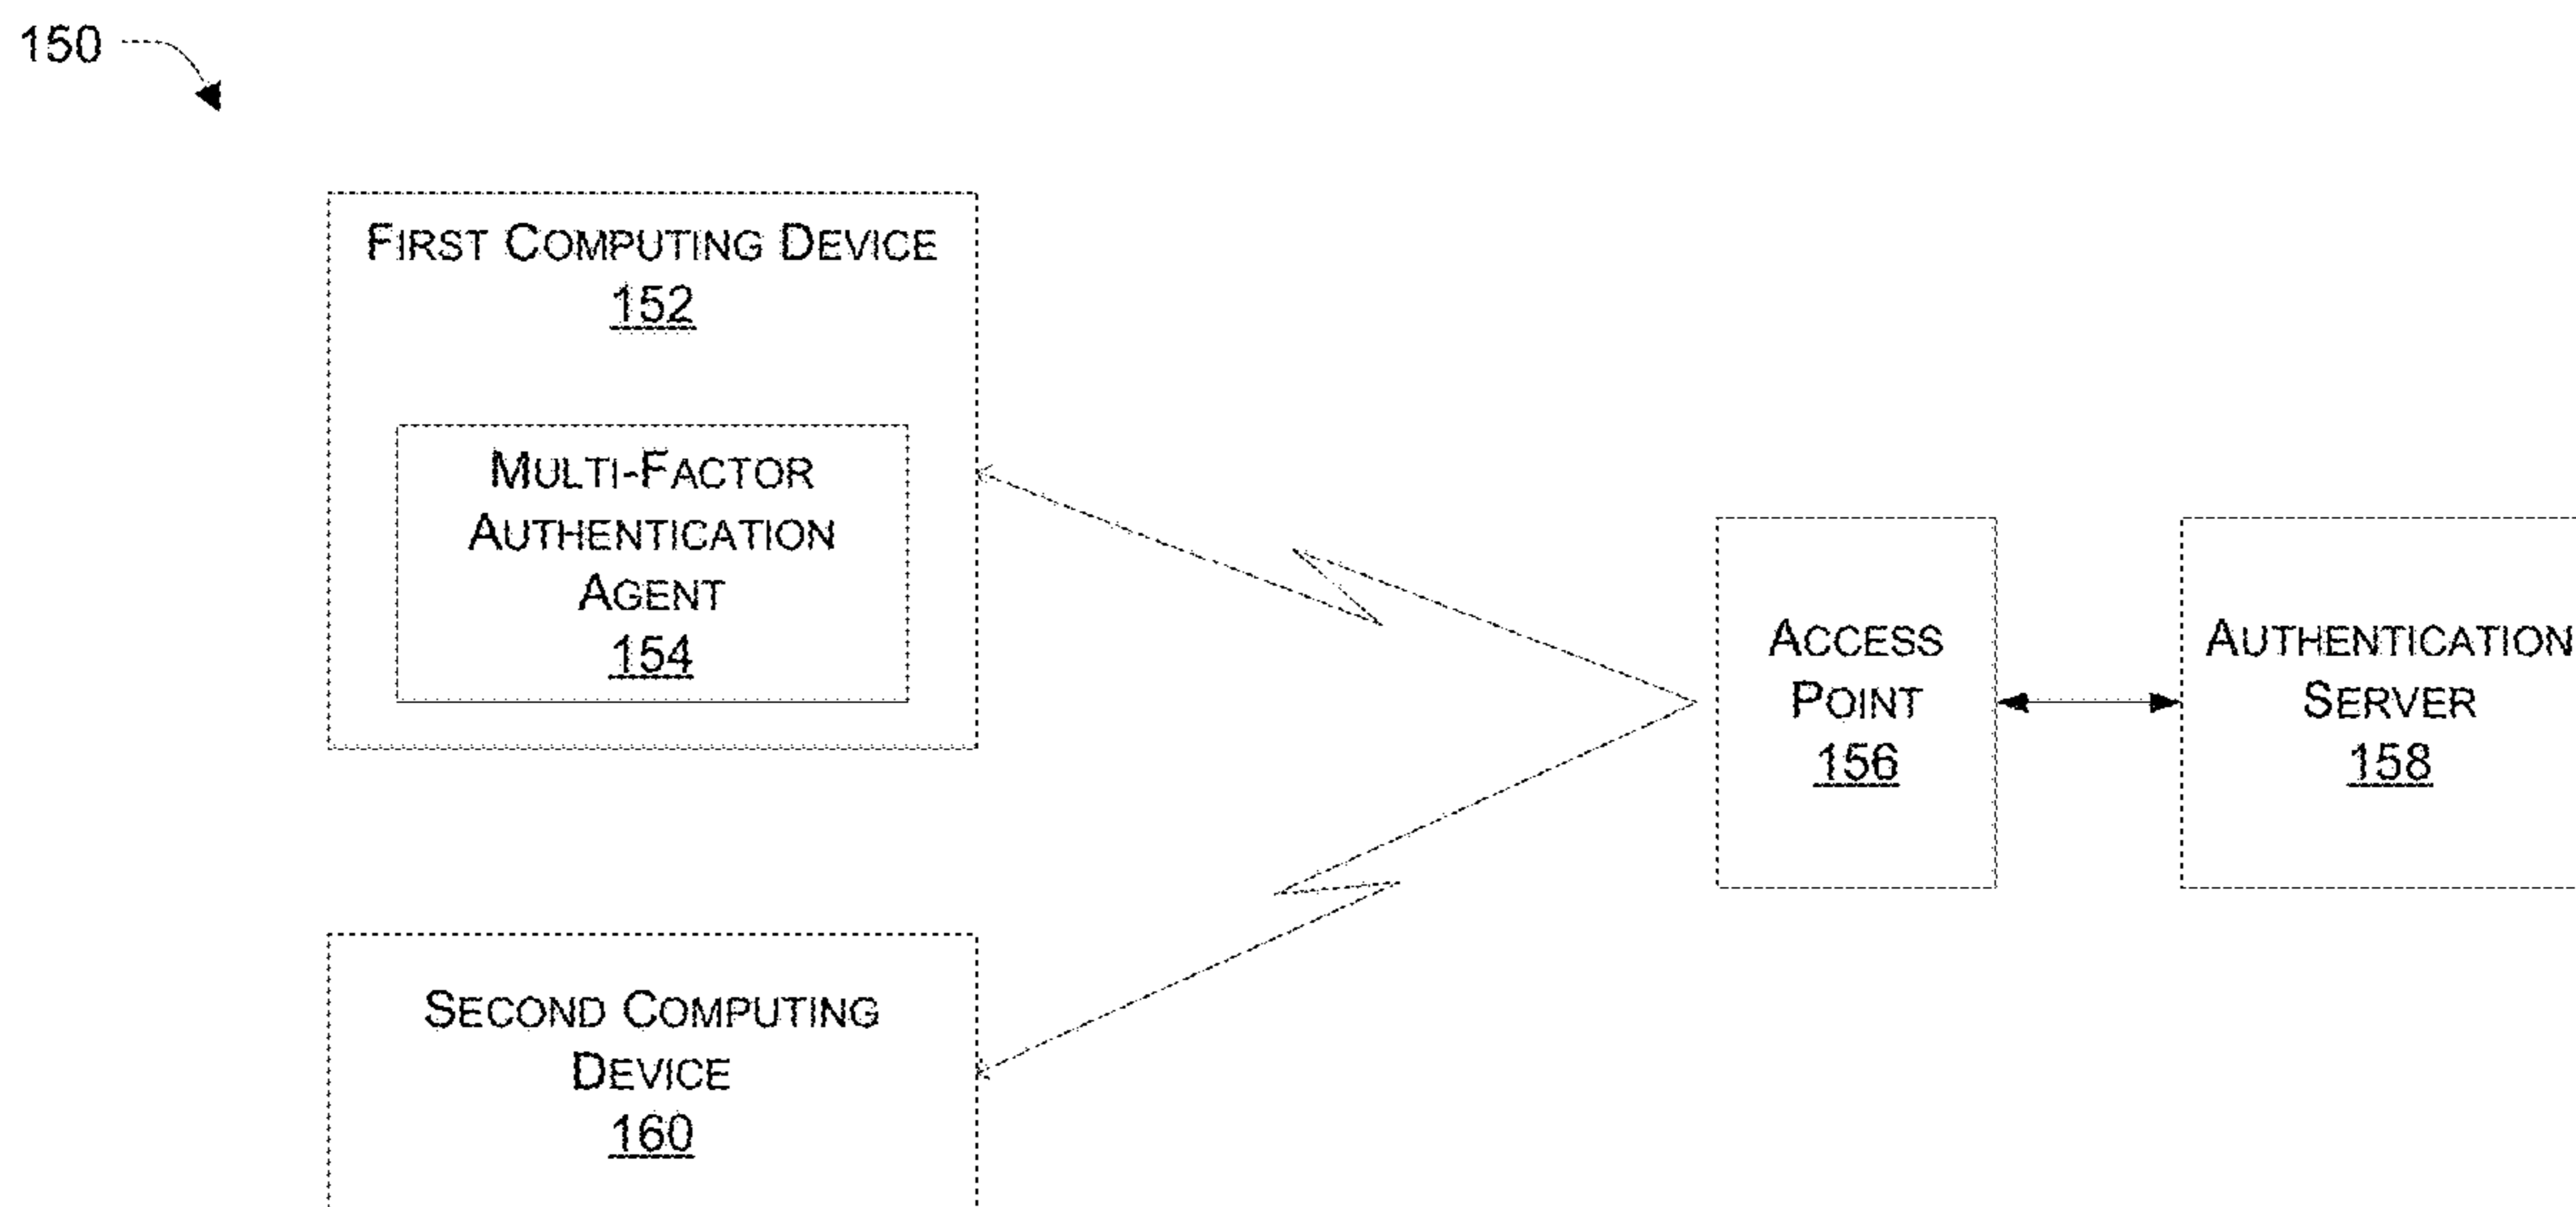 150
FIRST COMPUTING DEVICE
152
MULTI-FACTOR
AUTHENTICATION
AGENT
154
ACCESS
POINT
156
AUTHENTICATION
SERVER
158
SECOND COMPUTING
DEVICE
160